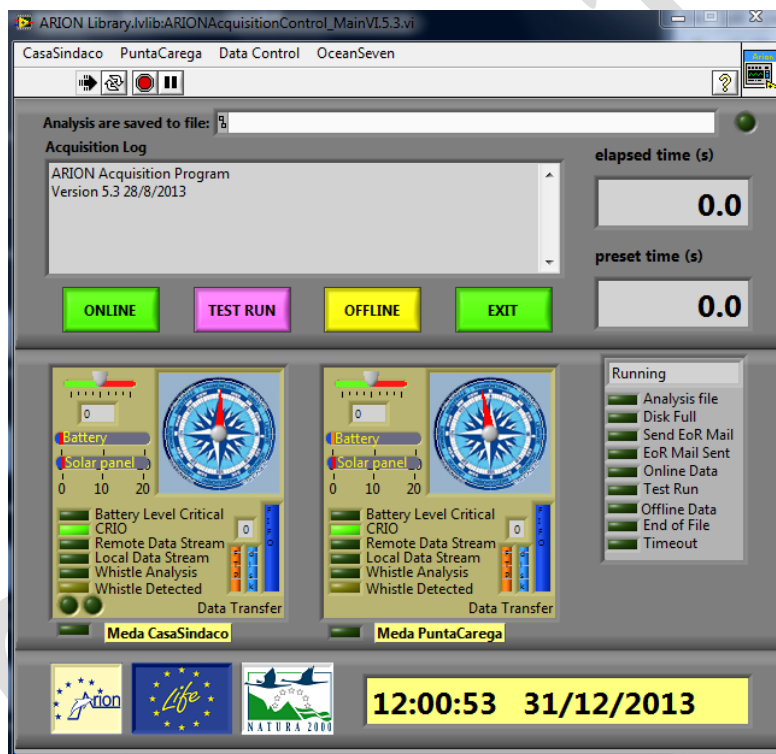 ARION Library.lvlib:ARIONAcquisitionControl_MainVI.5.3.vi
CasaSindaco PuntaCarega Data Control OceanSeven
Arion
Analysis are saved to file:
Acquisition Log
ARION Acquisition Program
Version 5.3 28/8/2013
elapsed time (s)
0.0
preset time (s)
0.0
ONLINE TEST RUN OFFLINE EXIT
0
Battery
Solar panel
0 10 20
Battery Level Critical
CRIO
0
Remote Data Stream
Local Data Stream
Whistle Analysis
Whistle Detected
Data Transfer
Meda CasaSindaco
0
Battery
Solar panel
0 10 20
Battery Level Critical
CRIO
0
Remote Data Stream
Local Data Stream
Whistle Analysis
Whistle Detected
Data Transfer
Meda PuntaCarega
Running
Analysis file
Disk Full
Send EoR Mail
EoR Mail Sent
Online Data
Test Run
Offline Data
End of File
Timeout
Arion
Life
NATURA 2000
12:00:53 31/12/2013